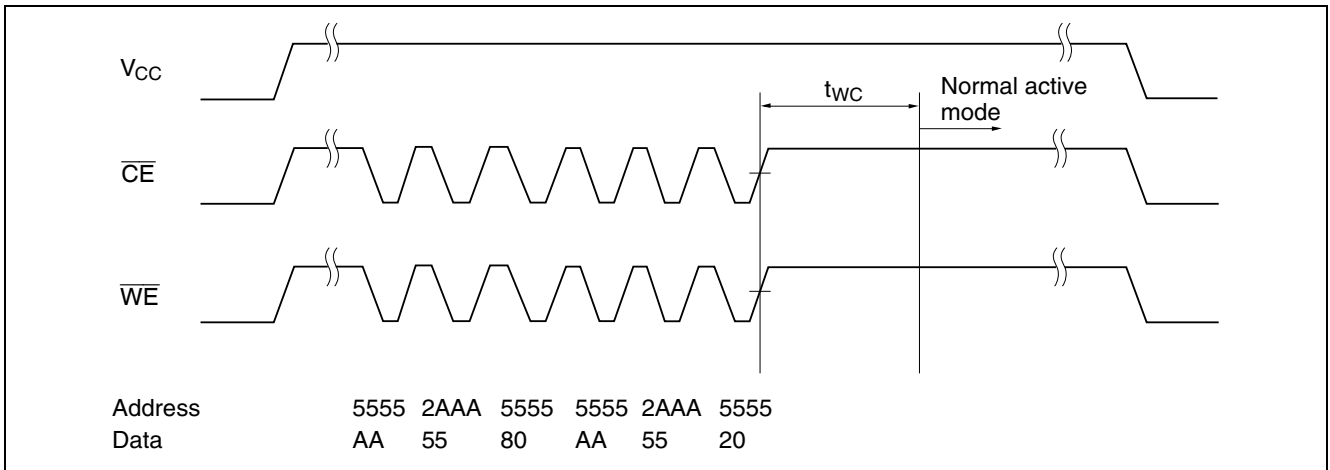 VCC
tWC
Normal active
mode
CE
WE
Address 5555 2AAA 5555 5555 2AAA 5555
Data AA 55 80 AA 55 20